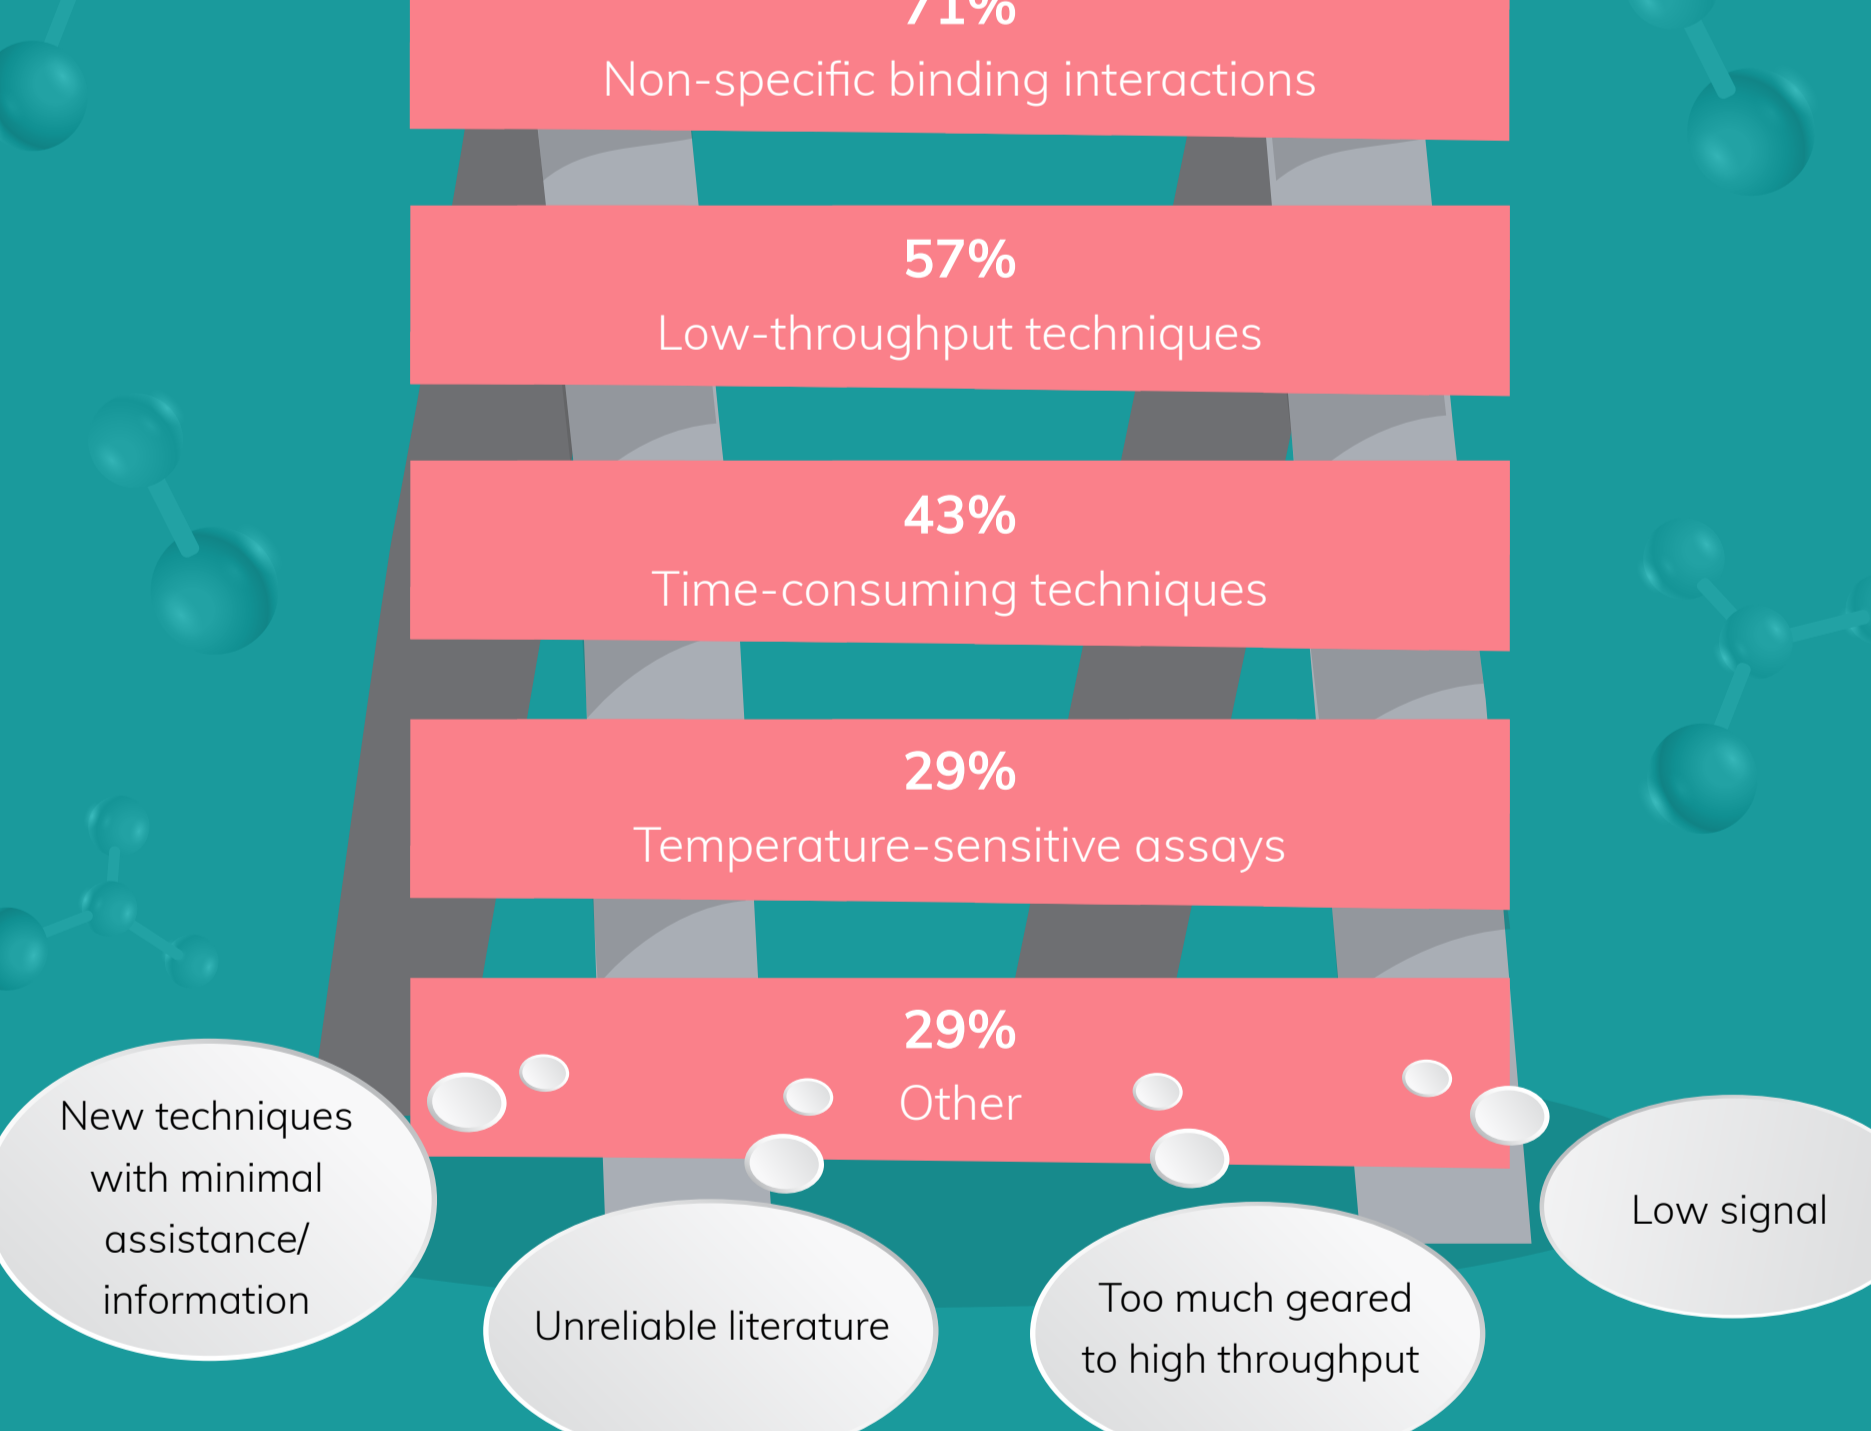 71%
Non-specific binding interactions
57%
Low-throughput techniques
43%
Time-consuming techniques
29%
Temperature-sensitive assays
29%
Other
New techniques
with minimal
assistance/
information
Unreliable literature
Too much geared
to high throughput
Low signal